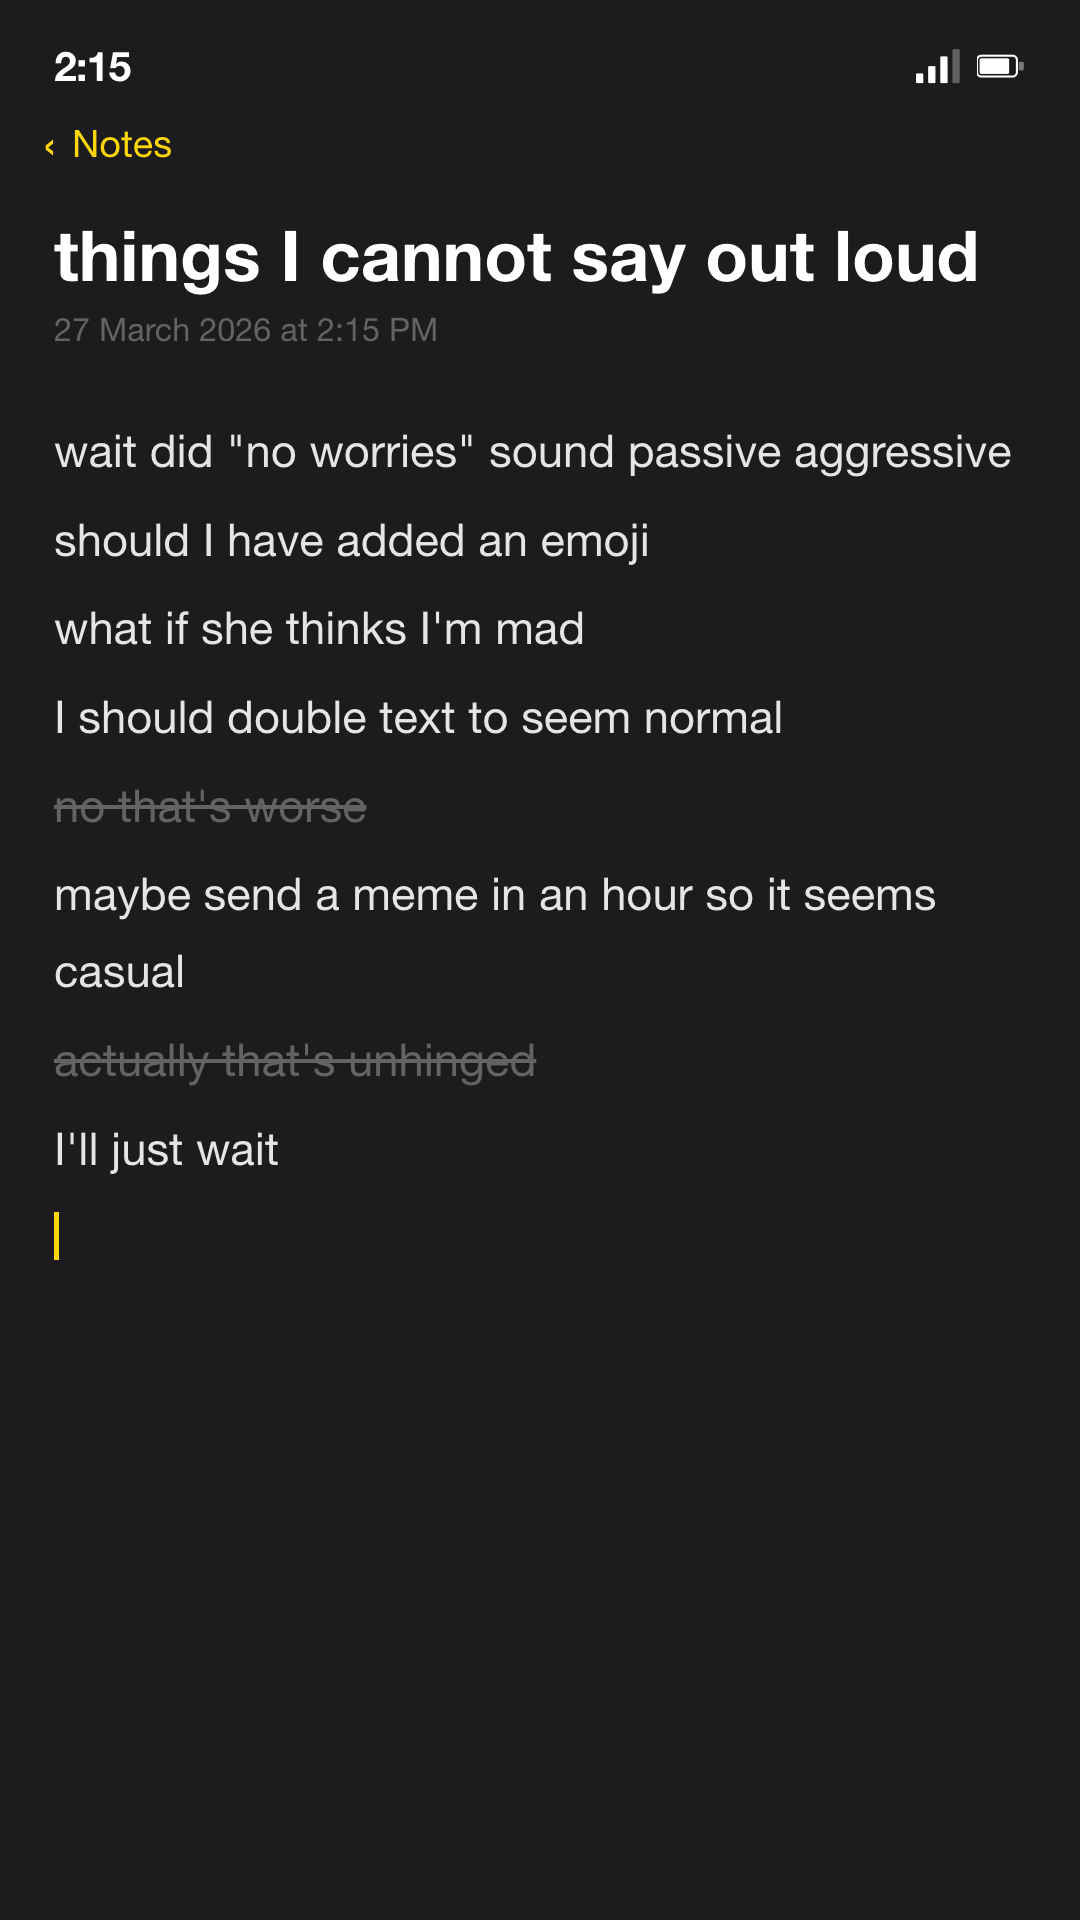 2:15
‹ Notes
things I cannot say out loud
27 March 2026 at 2:15 PM
wait did "no worries" sound passive aggressive
should I have added an emoji
what if she thinks I'm mad
I should double text to seem normal
no that's worse
maybe send a meme in an hour so it seems
casual
actually that's unhinged
I'll just wait